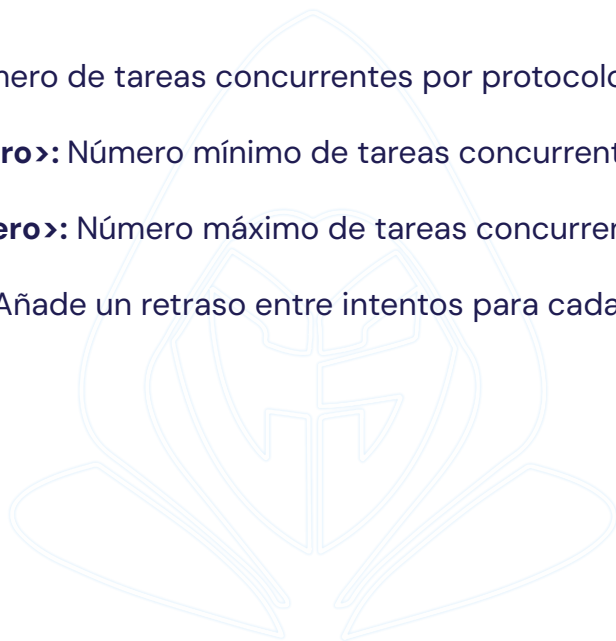 mero de tareas concurrentes por protocolo
ro>: Número mínimo de tareas concurrent
ero>: Número máximo de tareas concurren
Añade un retraso entre intentos para cada